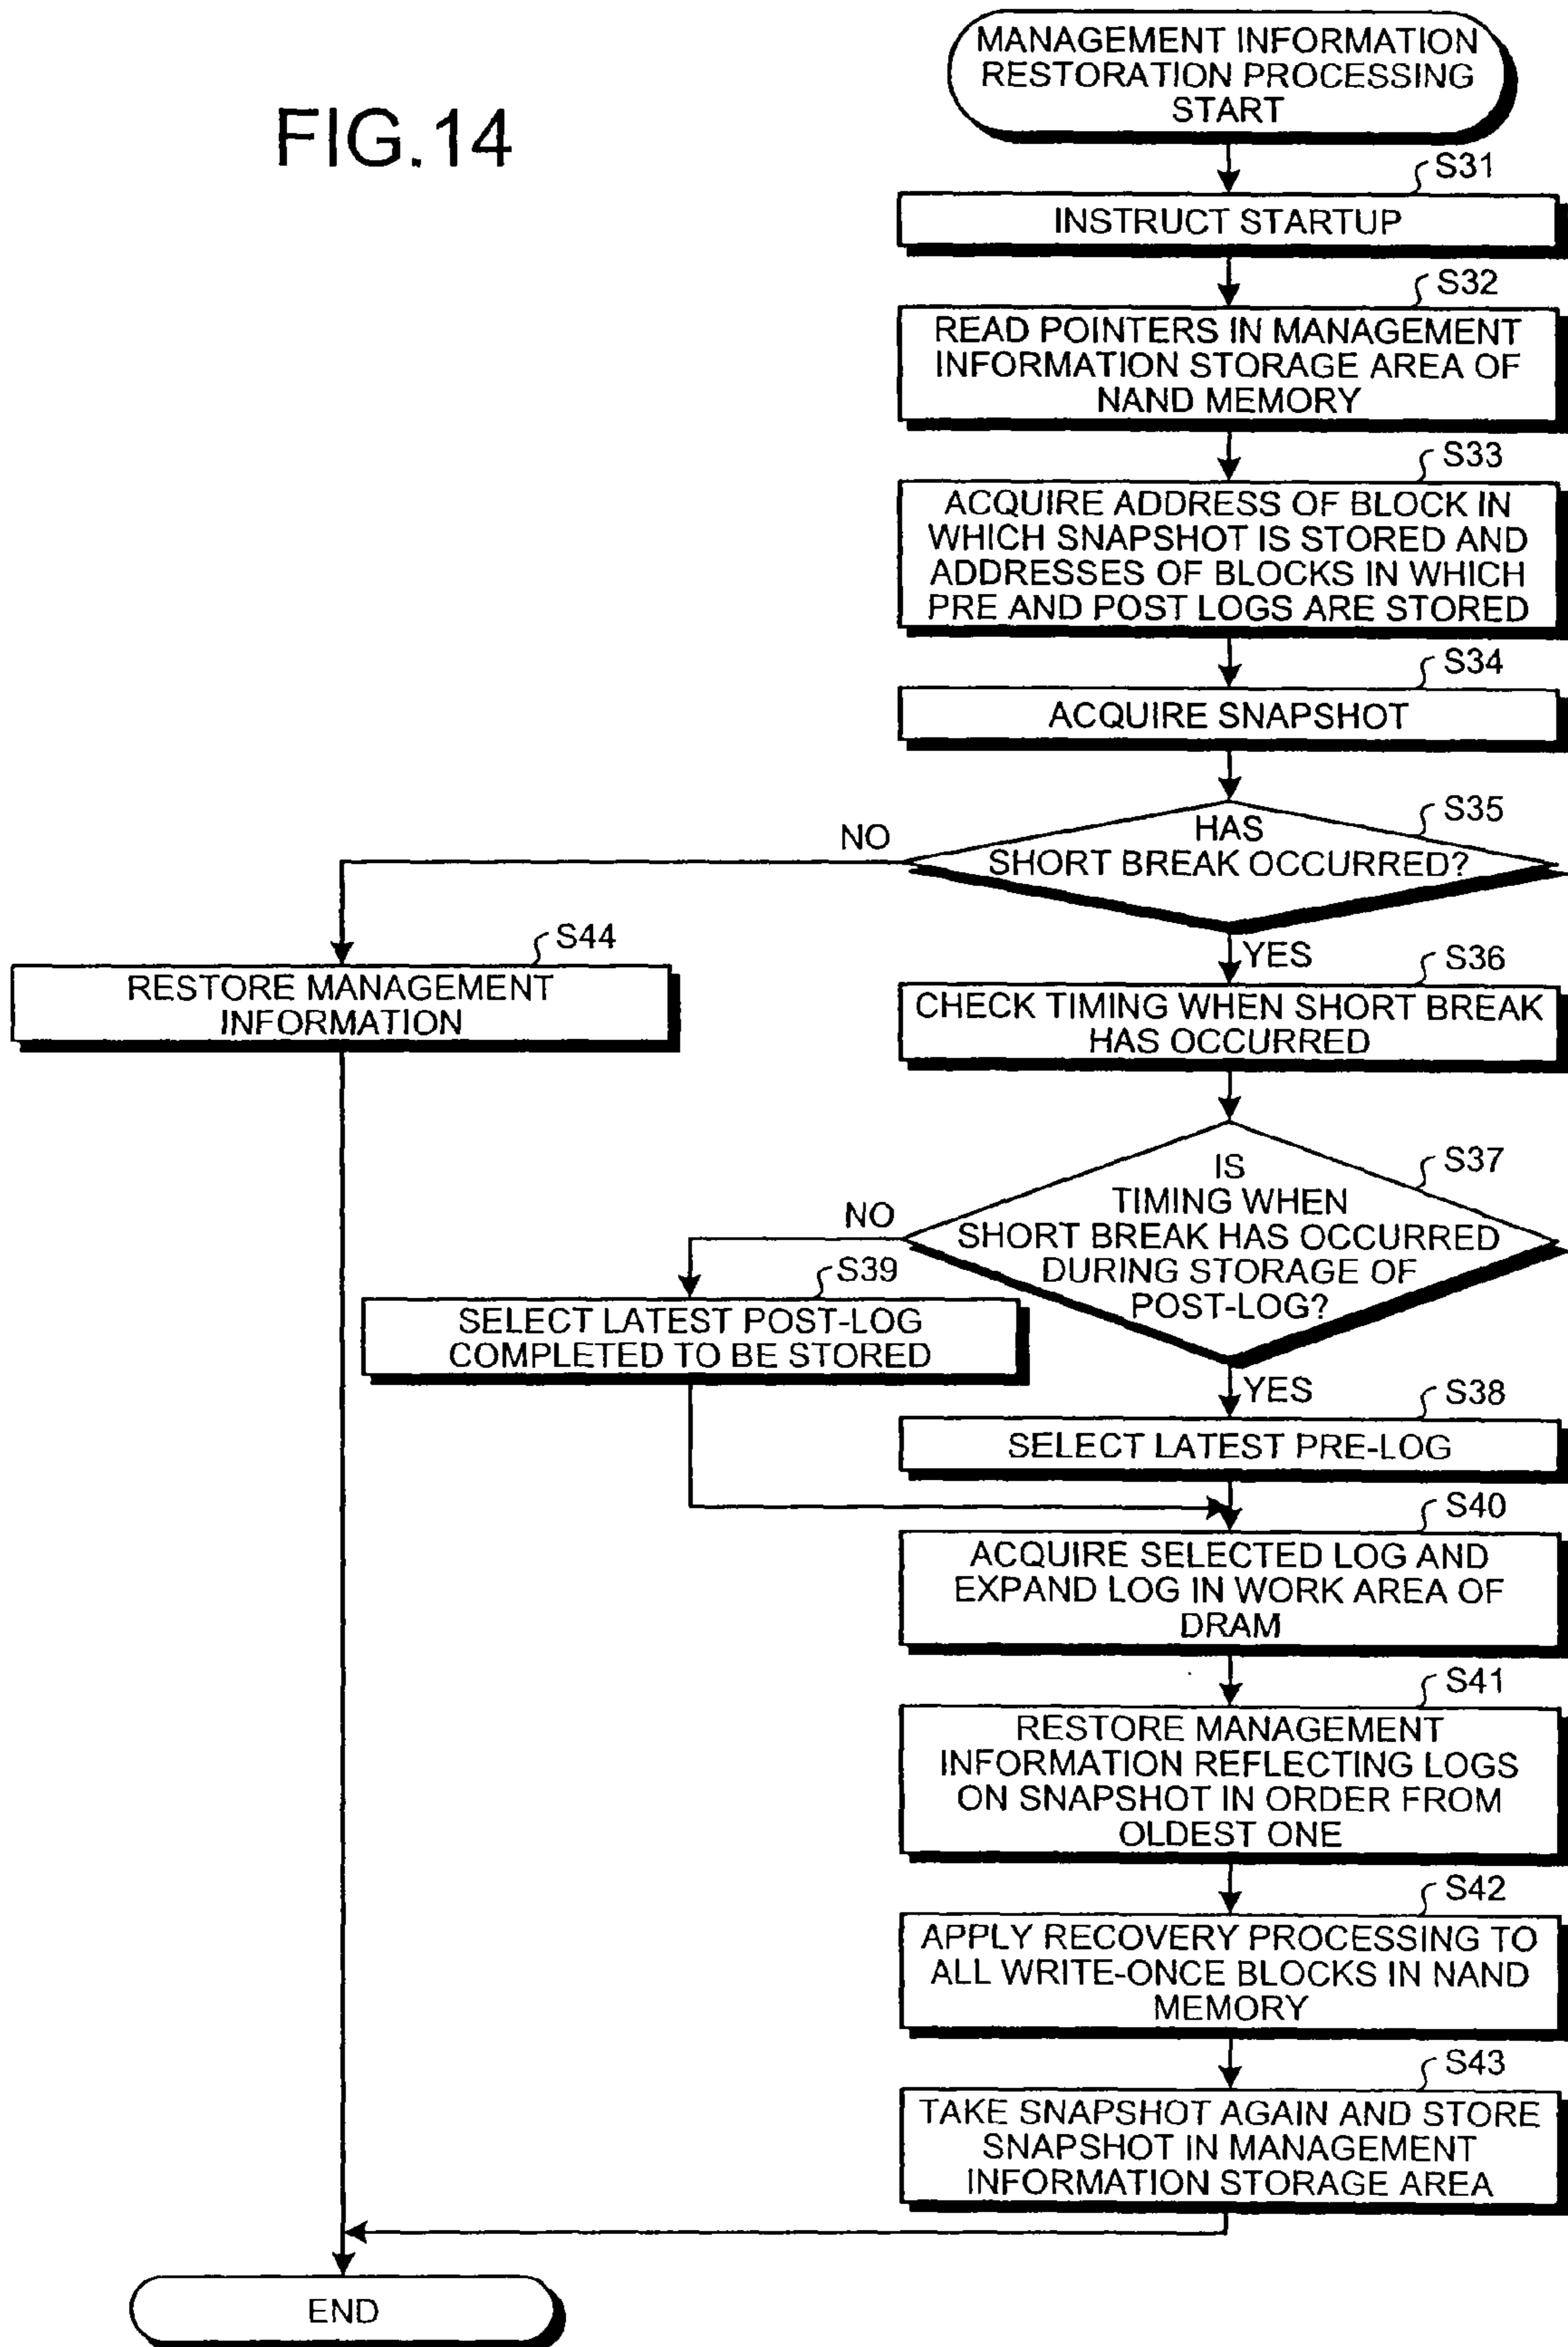 FIG.14
MANAGEMENT INFORMATION
RESTORATION PROCESSING
START
S31
INSTRUCT STARTUP
S32
READ POINTERS IN MANAGEMENT
INFORMATION STORAGE AREA OF
NAND MEMORY
S33
ACQUIRE ADDRESS OF BLOCK IN
WHICH SNAPSHOT IS STORED AND
ADDRESSES OF BLOCKS IN WHICH
PRE AND POST LOGS ARE STORED
S34
ACQUIRE SNAPSHOT
S35
HAS
SHORT BREAK OCCURRED?
NO
YES
S44
RESTORE MANAGEMENT
INFORMATION
S36
CHECK TIMING WHEN SHORT BREAK
HAS OCCURRED
S37
IS
TIMING WHEN
SHORT BREAK HAS OCCURRED
DURING STORAGE OF
POST-LOG?
NO
YES
S39
SELECT LATEST POST-LOG
COMPLETED TO BE STORED
S38
SELECT LATEST PRE-LOG
S40
ACQUIRE SELECTED LOG AND
EXPAND LOG IN WORK AREA OF
DRAM
S41
RESTORE MANAGEMENT
INFORMATION REFLECTING LOGS
ON SNAPSHOT IN ORDER FROM
OLDEST ONE
S42
APPLY RECOVERY PROCESSING TO
ALL WRITE-ONCE BLOCKS IN NAND
MEMORY
S43
TAKE SNAPSHOT AGAIN AND STORE
SNAPSHOT IN MANAGEMENT
INFORMATION STORAGE AREA
END